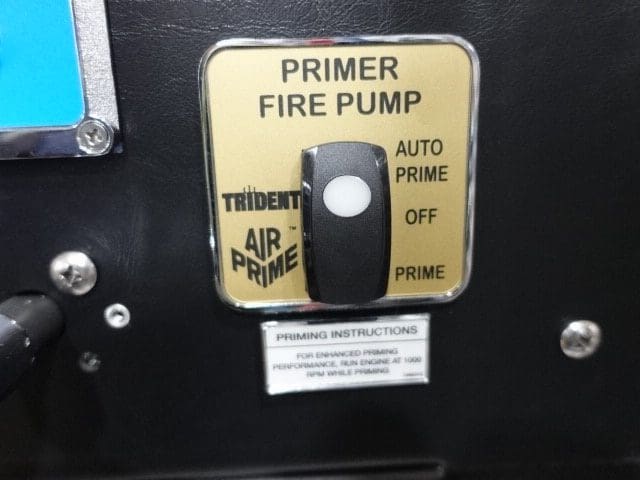 PRIMER
FIRE PUMP
AUTO
PRIME
TRIDENT
OFF
AIR
PRIME™
PRIME
PRIMING INSTRUCTIONS
FOR ENHANCED PRIMING
PERFORMANCE, RUN ENGINE AT 1000
RPM WHILE PRIMING